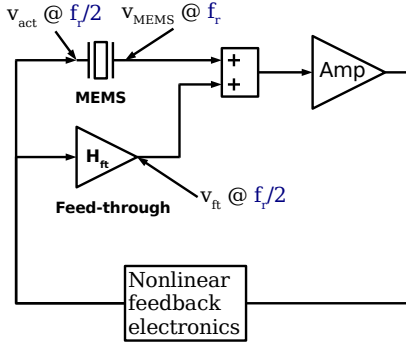 v_act @ f_r/2
v_MEMS @ f_r
MEMS
+
+
Amp
H_ft
Feed-through
v_ft @ f_r/2
Nonlinear
feedback
electronics